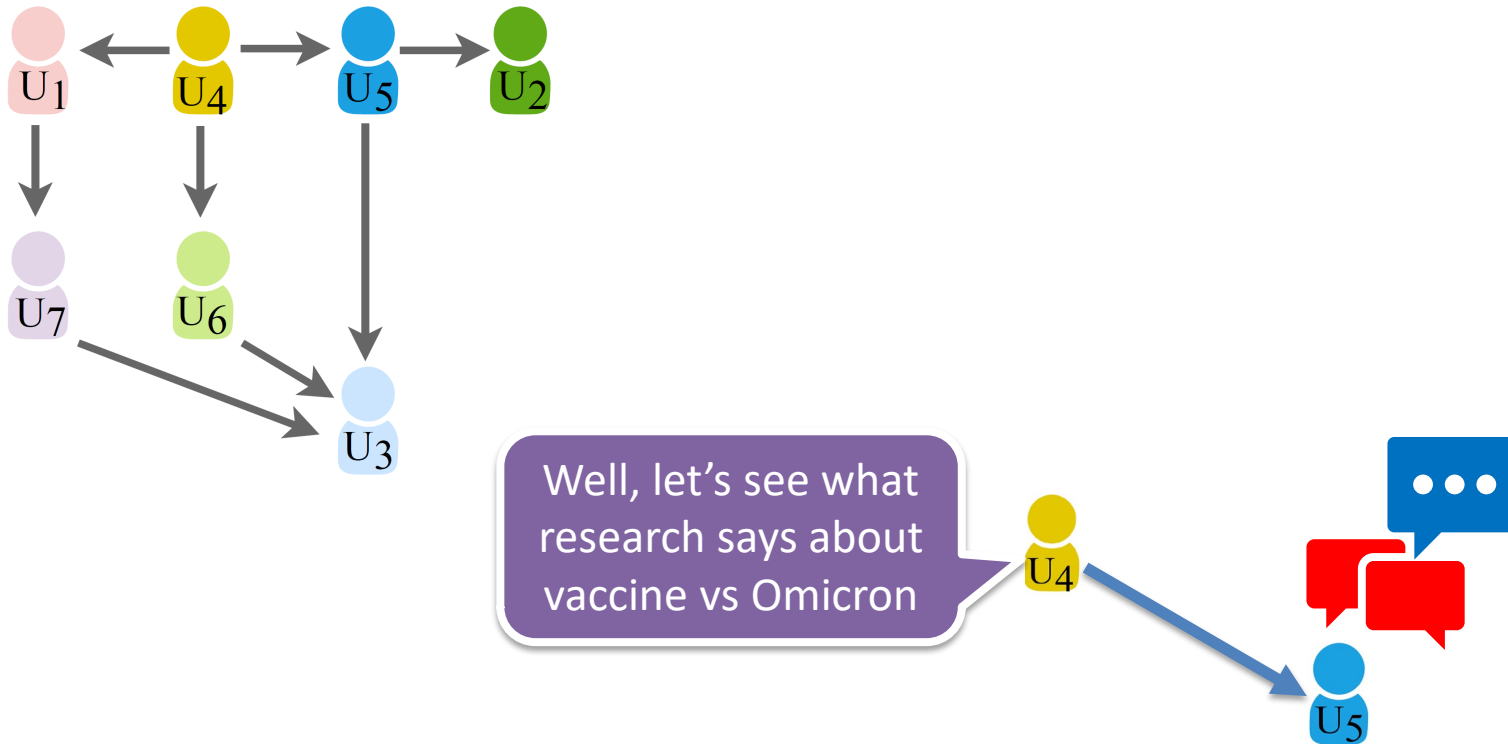 U1 U4 U5 U2
U7 U6
U3
Well, let’s see what
research says about
vaccine vs Omicron
U4
U5